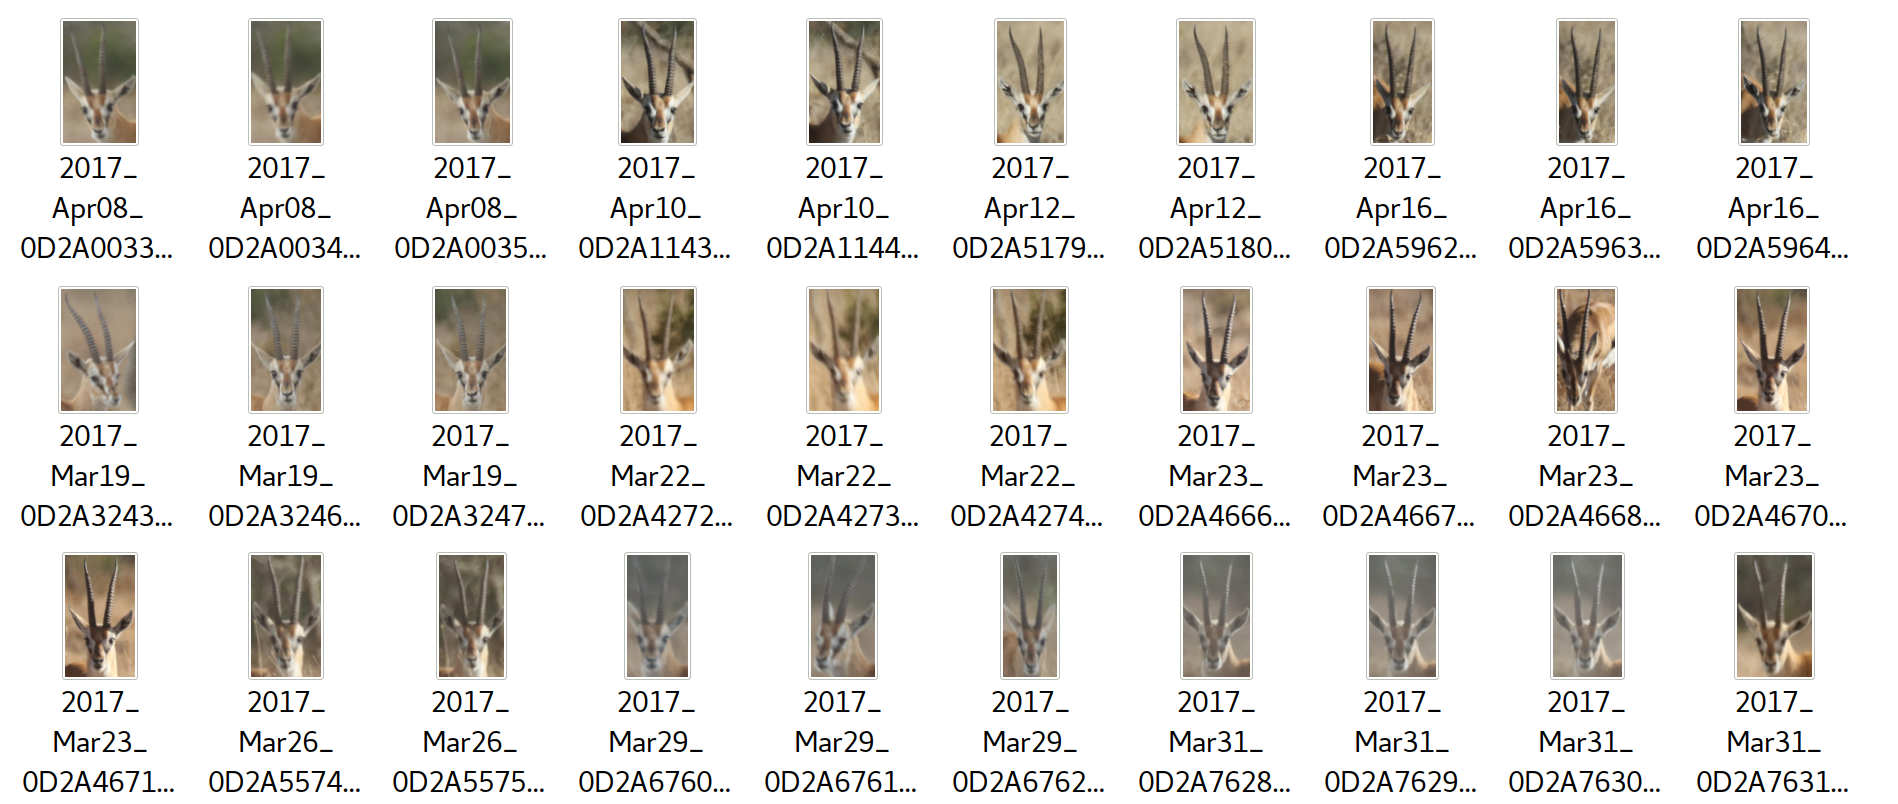 2017_ 2017_ 2017_ 2017_ 2017_ 2017_ 2017_ 2017_ 2017_ 2017_
Apr08_ Apr08_ Apr08_ Apr10_ Apr10_ Apr12_ Apr12_ Apr16_ Apr16_ Apr16_
0D2A0033... 0D2A0034... 0D2A0035... 0D2A1143... 0D2A1144... 0D2A5179... 0D2A5180... 0D2A5962... 0D2A5963... 0D2A5964...
2017_ 2017_ 2017_ 2017_ 2017_ 2017_ 2017_ 2017_ 2017_ 2017_
Mar19_ Mar19_ Mar19_ Mar22_ Mar22_ Mar22_ Mar23_ Mar23_ Mar23_ Mar23_
0D2A3243... 0D2A3246... 0D2A3247... 0D2A4272... 0D2A4273... 0D2A4274... 0D2A4666... 0D2A4667... 0D2A4668... 0D2A4670...
2017_ 2017_ 2017_ 2017_ 2017_ 2017_ 2017_ 2017_ 2017_ 2017_
Mar23_ Mar26_ Mar26_ Mar29_ Mar29_ Mar29_ Mar31_ Mar31_ Mar31_ Mar31_
0D2A4671... 0D2A5574... 0D2A5575... 0D2A6760... 0D2A6761... 0D2A6762... 0D2A7628... 0D2A7629... 0D2A7630... 0D2A7631...